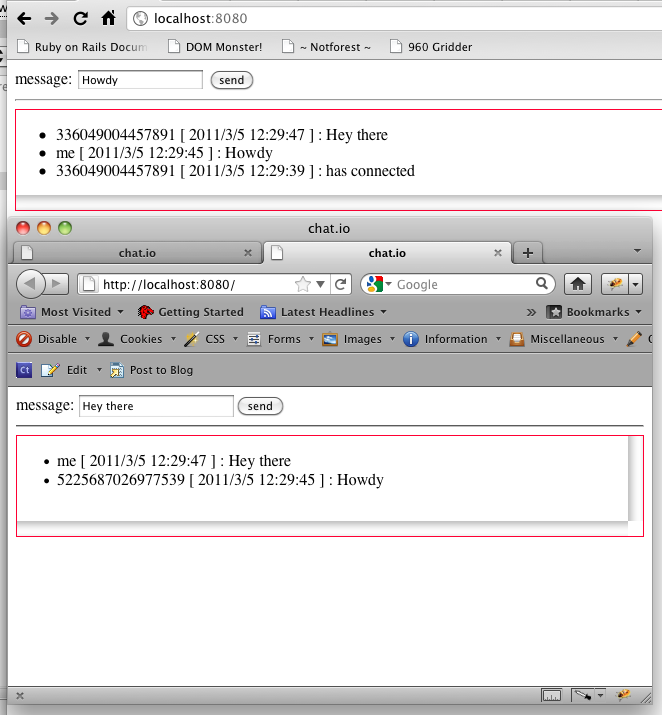 localhost:8080
Ruby on Rails Docum DOM Monster! ~ Notforest ~ 960 Gridder
message: Howdy send
336049004457891 [ 2011/3/5 12:29:47 ] : Hey there
me [ 2011/3/5 12:29:45 ] : Howdy
336049004457891 [ 2011/3/5 12:29:39 ] : has connected
chat.io
chat.io chat.io
http://localhost:8080/ Google
Most Visited Getting Started Latest Headlines » Bookmarks
Disable Cookies CSS Forms Images Information Miscellaneous
Ct Edit Post to Blog
message: Hey there send
me [ 2011/3/5 12:29:47 ] : Hey there
5225687026977539 [ 2011/3/5 12:29:45 ] : Howdy